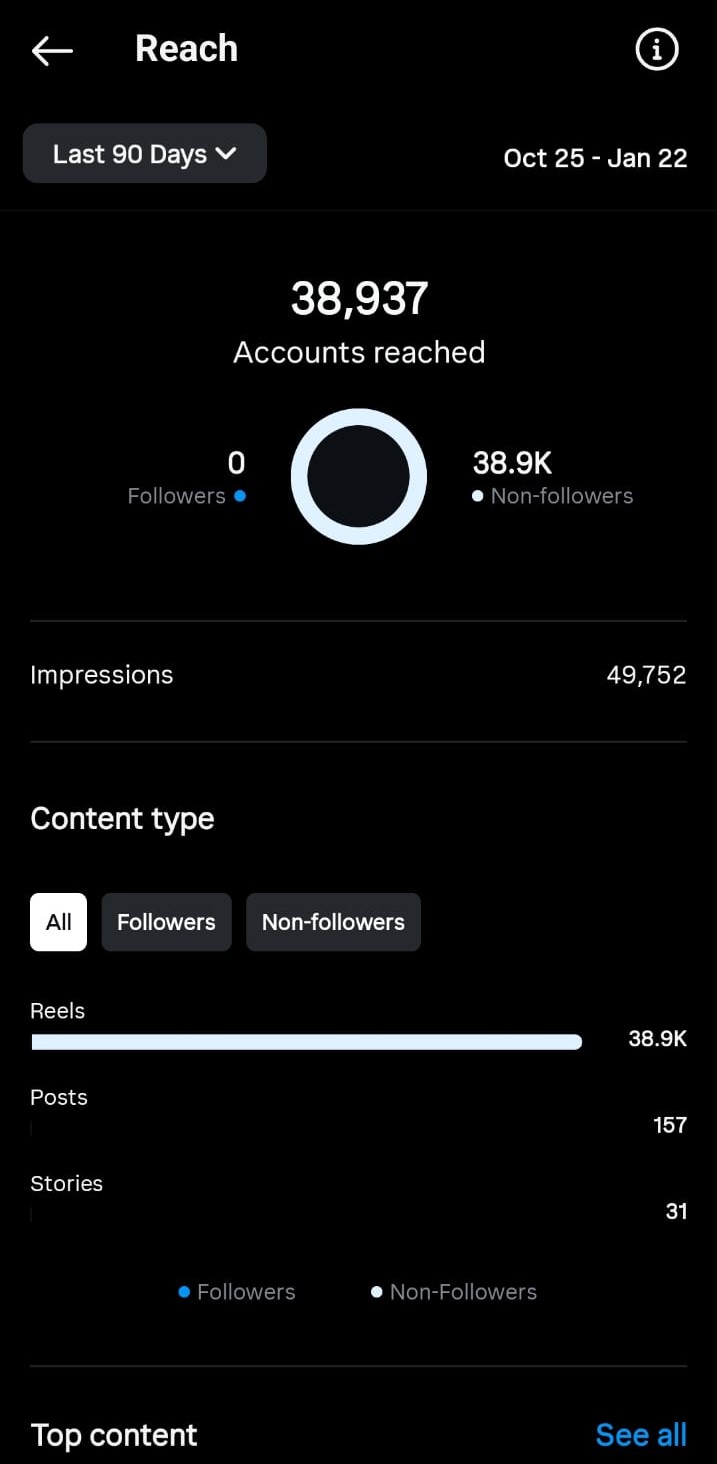 Reach
Last 90 Days
Oct 25 - Jan 22
38,937
Accounts reached
0
Followers
38.9K
Non-followers
Impressions
49,752
Content type
All
Followers
Non-followers
Reels
38.9K
Posts
157
Stories
31
Followers
Non-Followers
Top content
See all